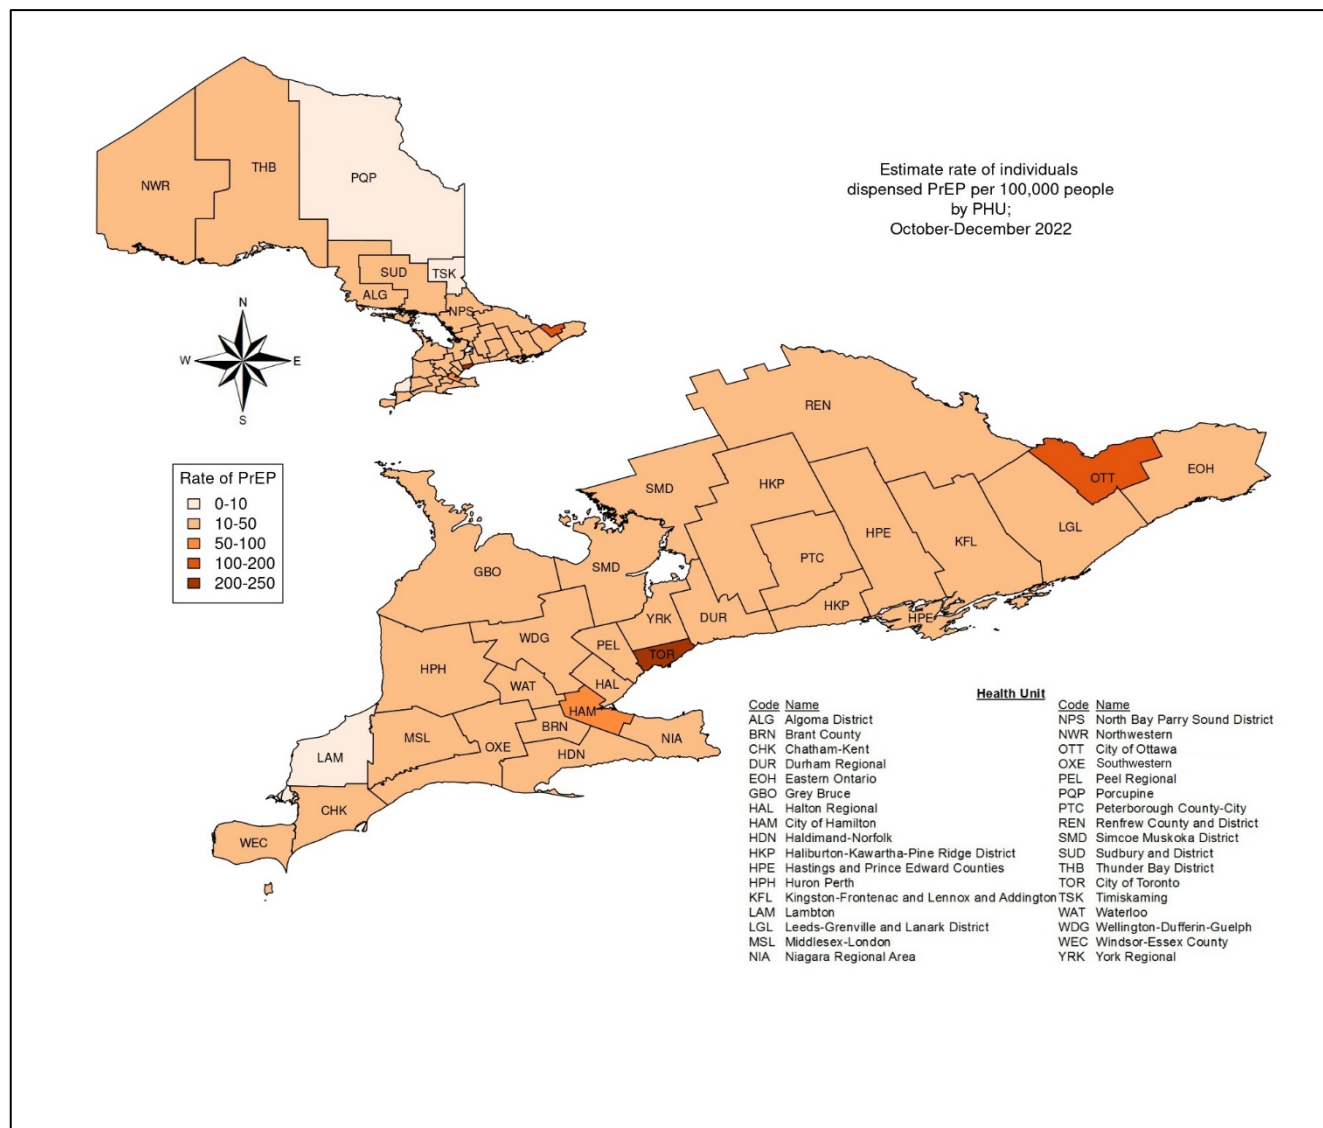 Estimate rate of individuals
dispensed PrEP per 100,000 people
by PHU;
October-December 2022
NWR
THB
PQP
SUD
TSK
ALG
NPS
N
W
E
S
Rate of PrEP
0-10
10-50
50-100
100-200
200-250
REN
SMD
HKP
OTT
EOH
LGL
HPE
KFL
PTC
GBO
SMD
HKP
HPE
YRK
DUR
WDG
PEL
TOR
HPH
WAT
HAL
HAM
BRN
NIA
LAM
MSL
OXE
HDN
CHK
WEC
Health Unit
Code Name
ALG Algoma District
BRN Brant County
CHK Chatham-Kent
DUR Durham Regional
EOH Eastern Ontario
GBO Grey Bruce
HAL Halton Regional
HAM City of Hamilton
HDN Haldimand-Norfolk
HKP Haliburton-Kawartha-Pine Ridge District
HPE Hastings and Prince Edward Counties
HPH Huron Perth
KFL Kingston-Frontenac and Lennox and Addington
LAM Lambton
LGL Leeds-Grenville and Lanark District
MSL Middlesex-London
NIA Niagara Regional Area
Code Name
NPS North Bay Parry Sound District
NWR Northwestern
OTT City of Ottawa
OXE Southwestern
PEL Peel Regional
PQP Porcupine
PTC Peterborough County-City
REN Renfrew County and District
SMD Simcoe Muskoka District
SUD Sudbury and District
THB Thunder Bay District
TOR City of Toronto
TSK Timiskaming
WAT Waterloo
WDG Wellington-Dufferin-Guelph
WEC Windsor-Essex County
YRK York Regional